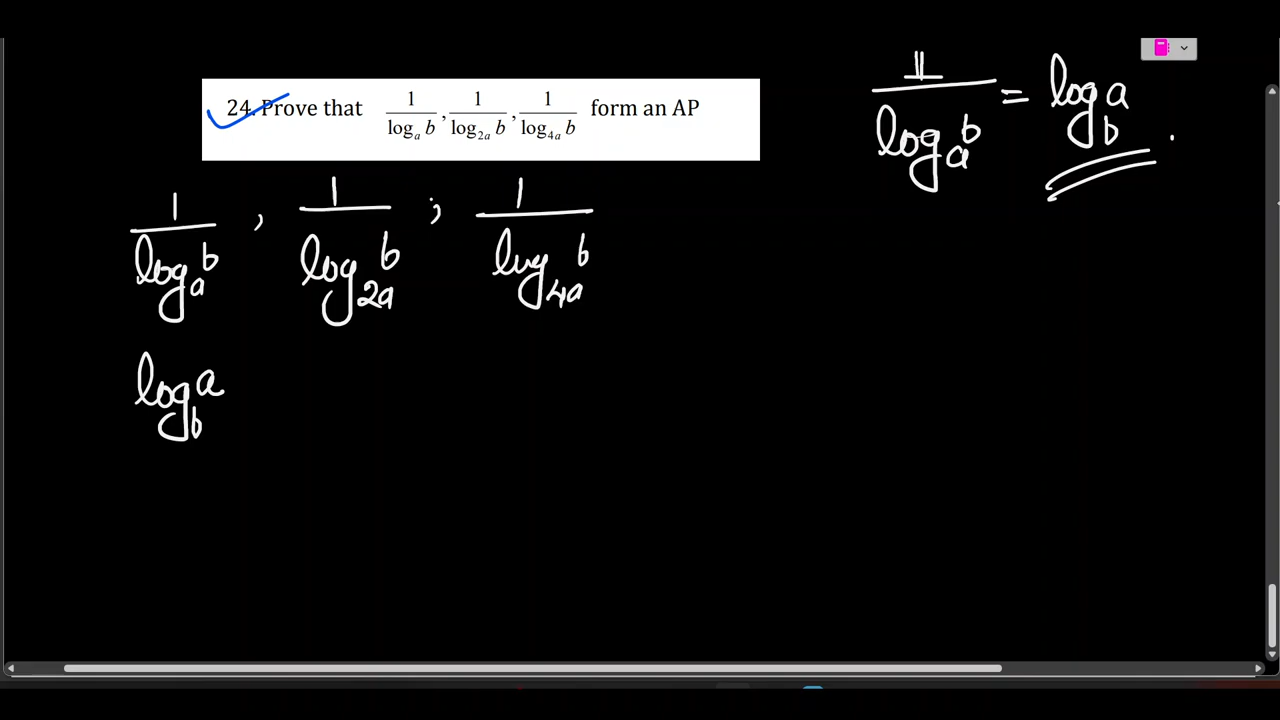 24. Prove that 1/log_a b, 1/log_2a b, 1/log_4a b form an AP
1/log_a b = log_b a .
1/log_a b , 1/log_2a b ; 1/log_4a b
log_b a